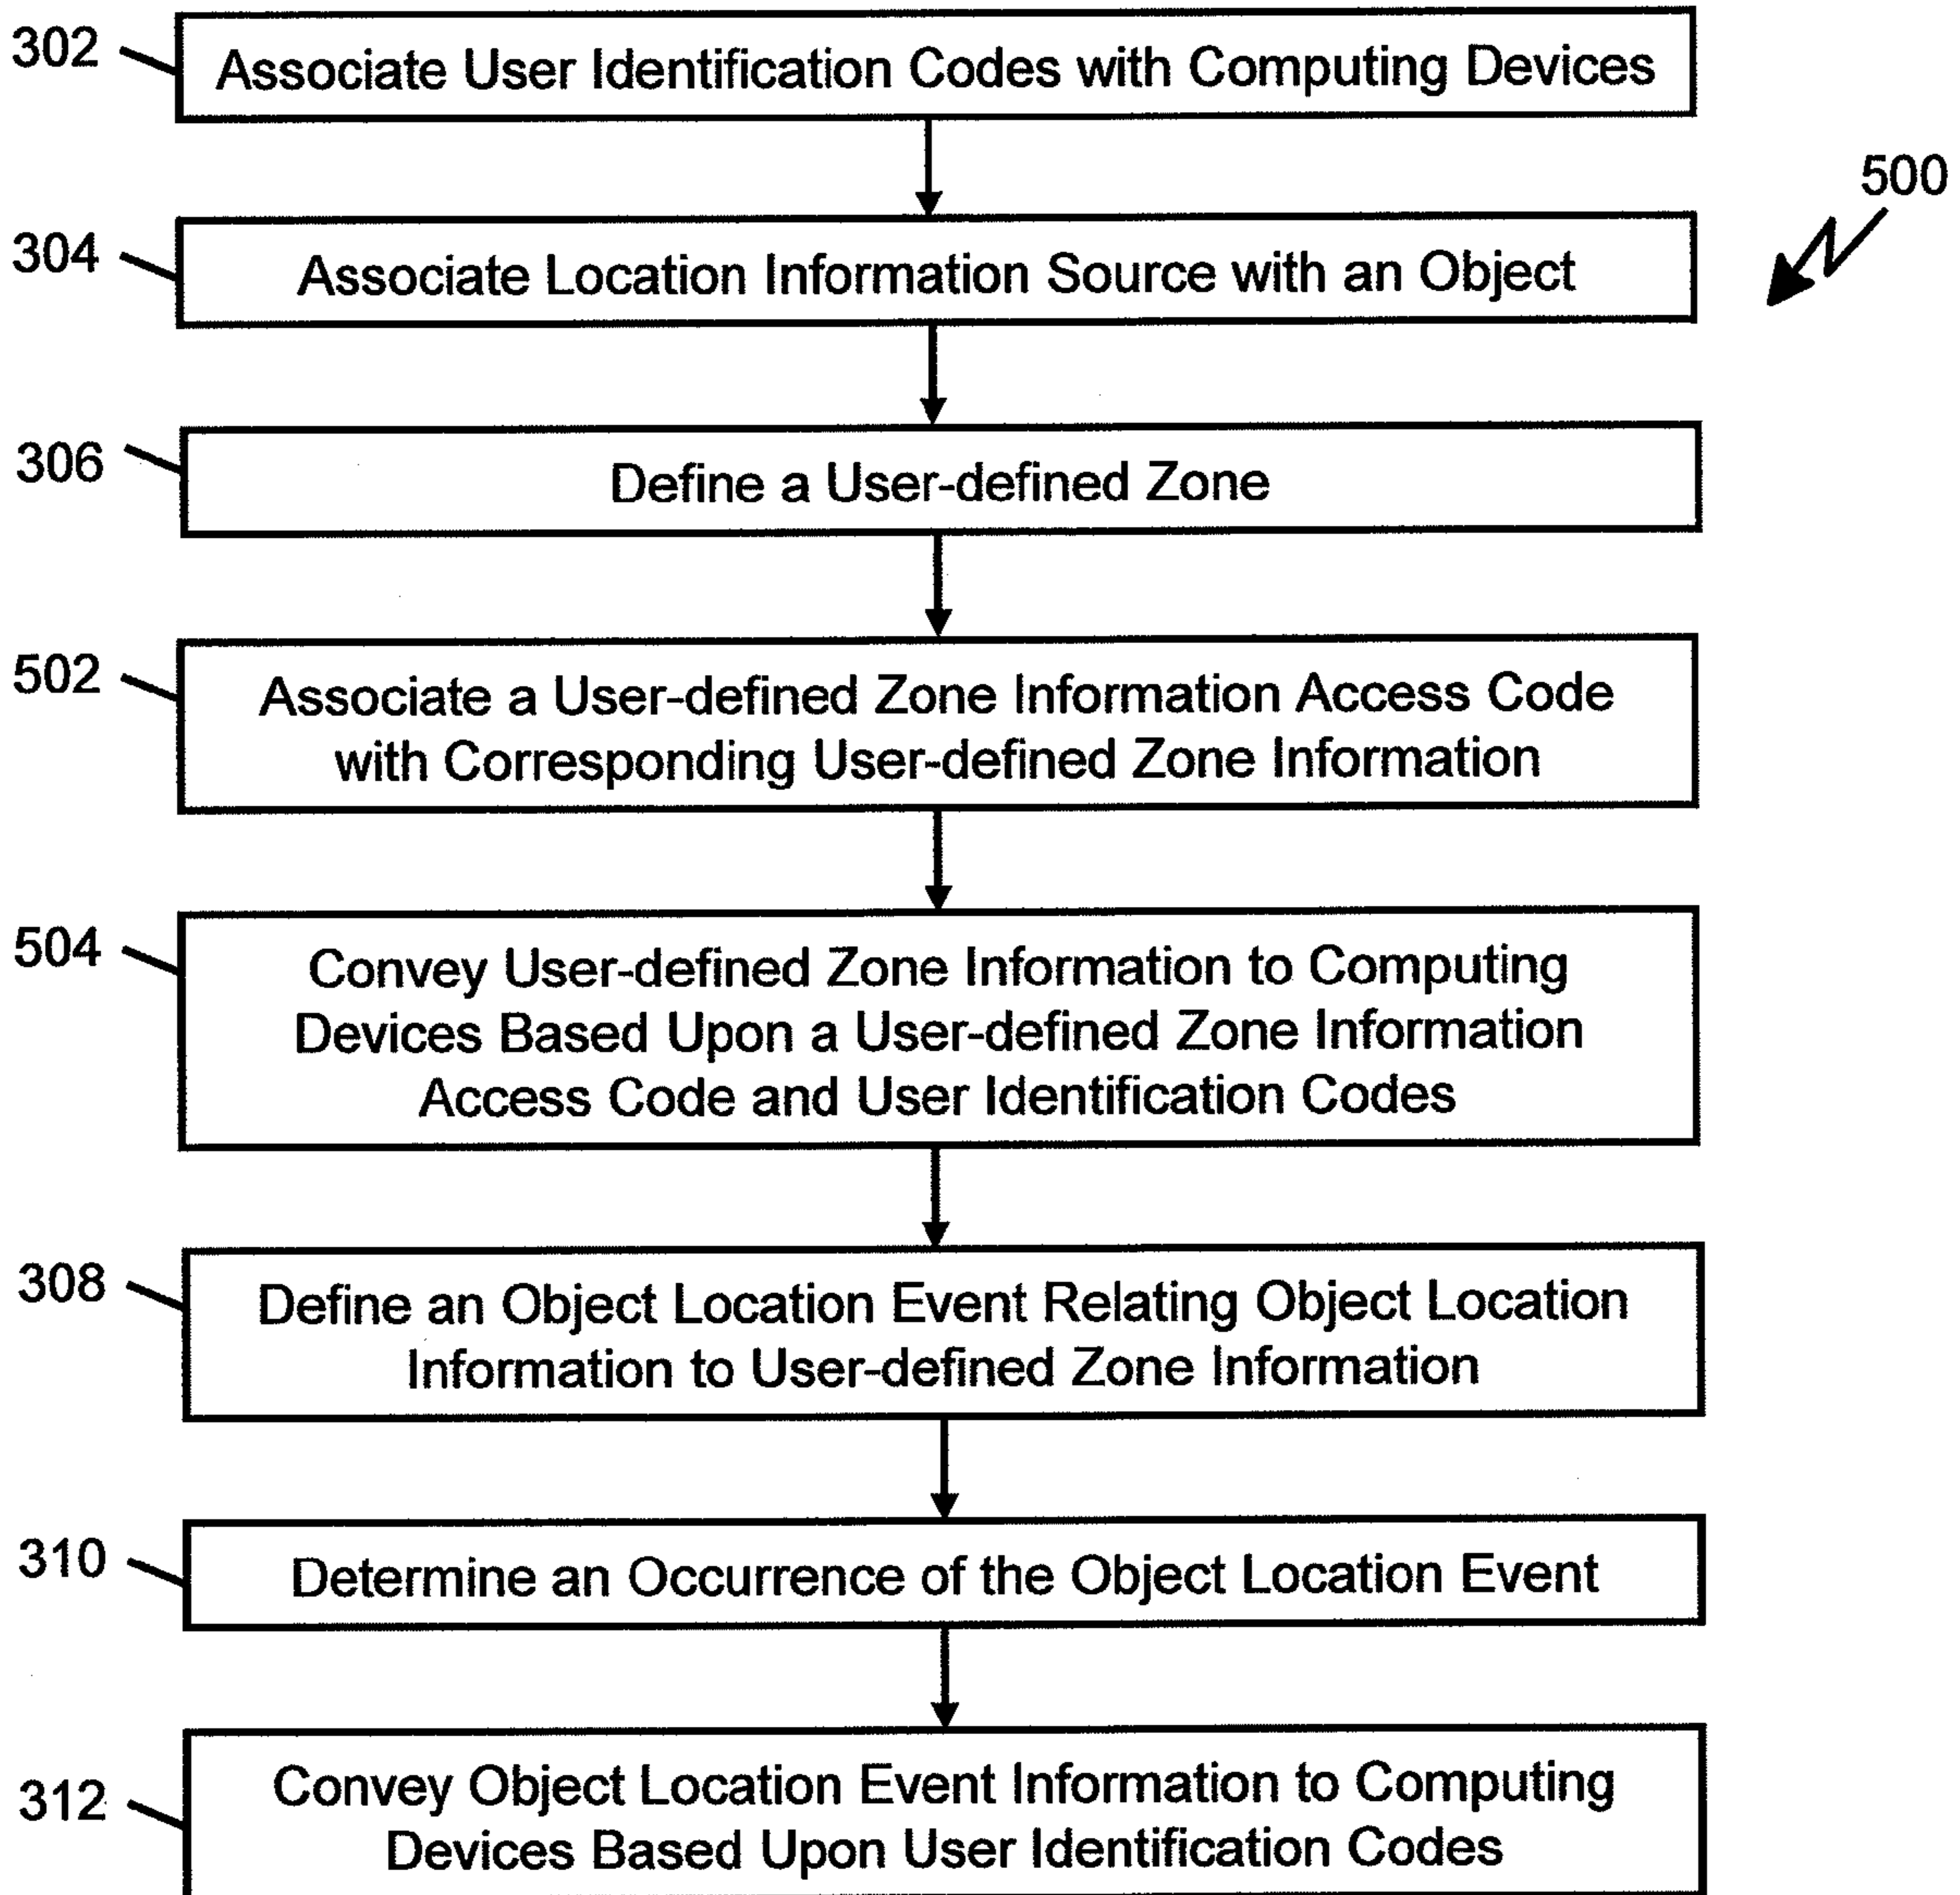 302
Associate User Identification Codes with Computing Devices
500
304
Associate Location Information Source with an Object
306
Define a User-defined Zone
502
Associate a User-defined Zone Information Access Code
with Corresponding User-defined Zone Information
504
Convey User-defined Zone Information to Computing
Devices Based Upon a User-defined Zone Information
Access Code and User Identification Codes
308
Define an Object Location Event Relating Object Location
Information to User-defined Zone Information
310
Determine an Occurrence of the Object Location Event
312
Convey Object Location Event Information to Computing
Devices Based Upon User Identification Codes